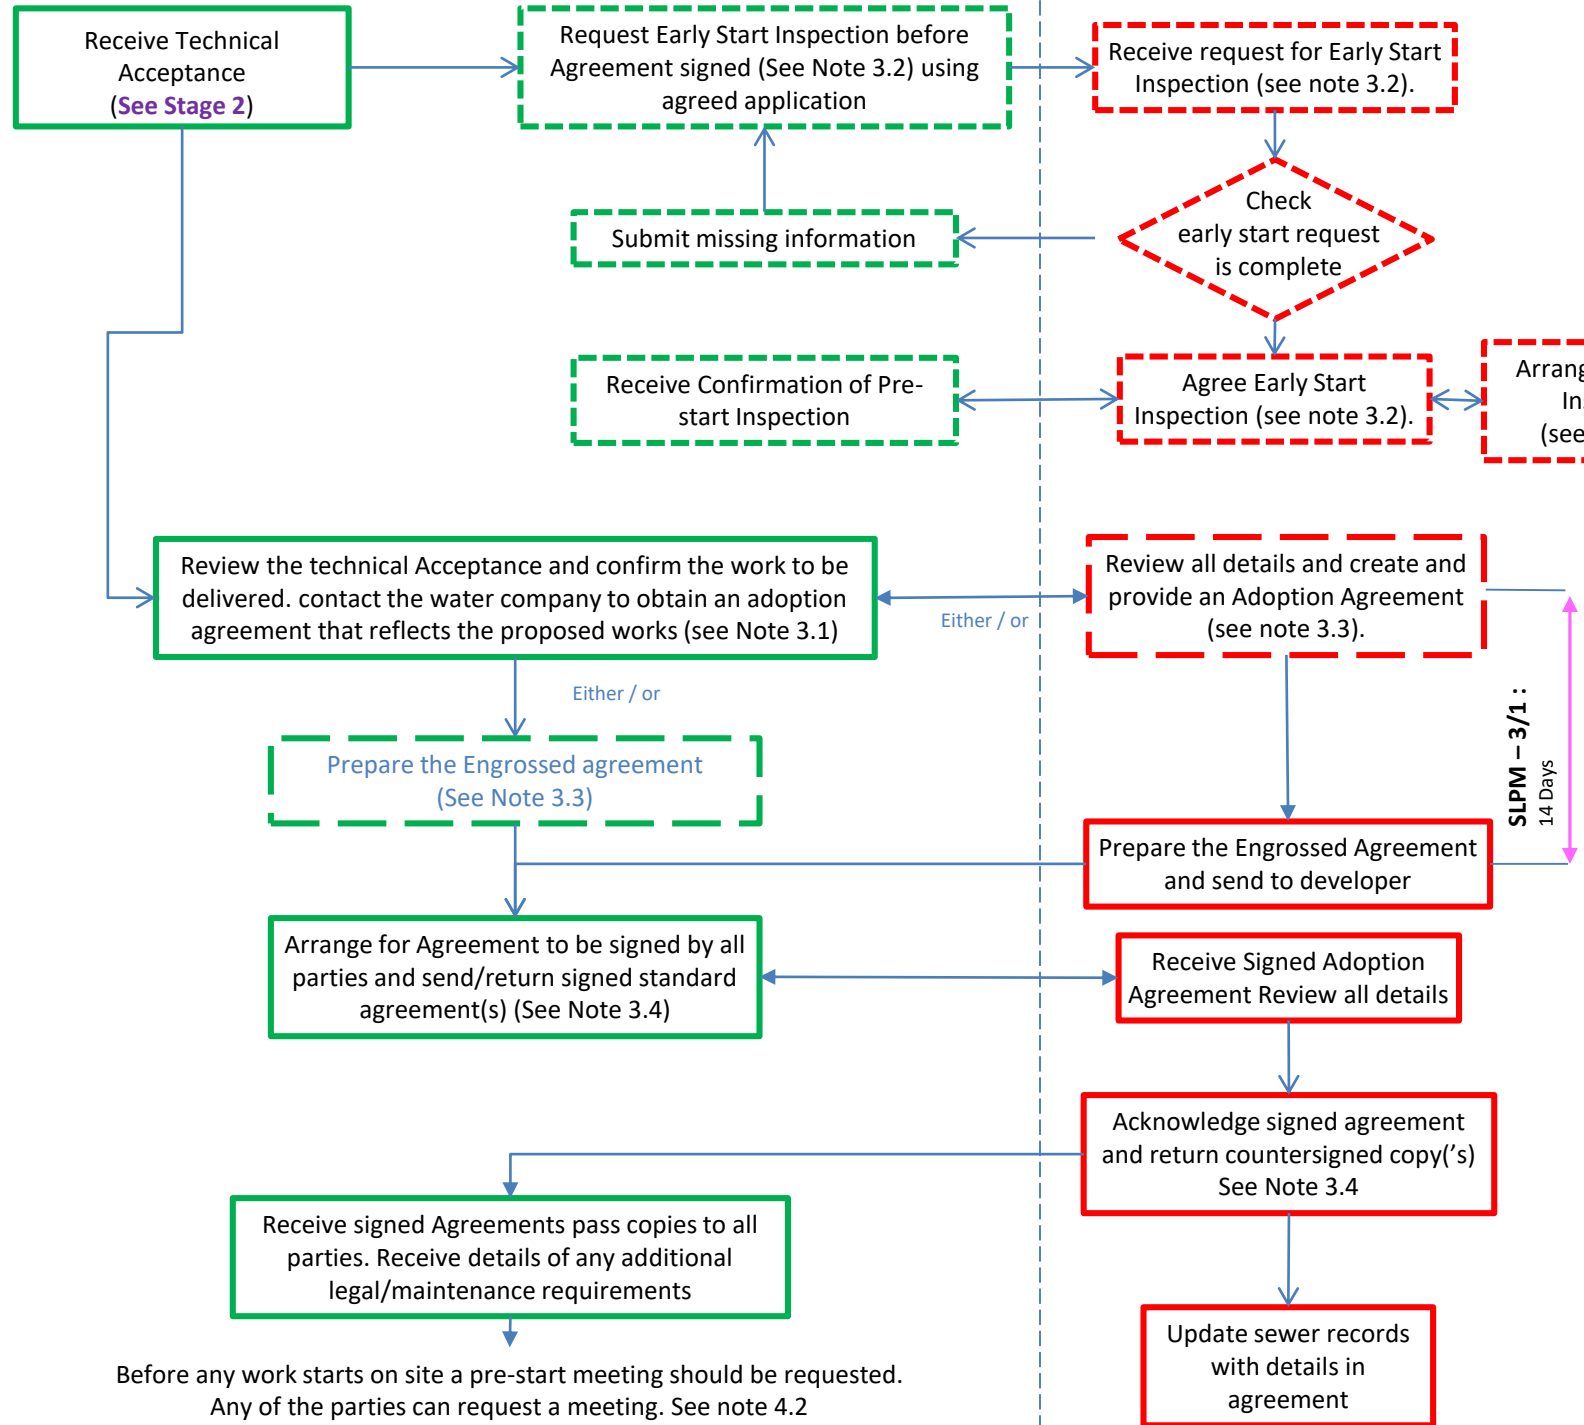 Receive Technical
Acceptance
(See Stage 2)
Request Early Start Inspection before
Agreement signed (See Note 3.2) using
agreed application
Receive request for Early Start
Inspection (see note 3.2).
Check
early start request
is complete
Submit missing information
Receive Confirmation of Pre-
start Inspection
Agree Early Start
Inspection (see note 3.2).
Arrang
Ins
(see
Review the technical Acceptance and confirm the work to be
delivered. contact the water company to obtain an adoption
agreement that reflects the proposed works (see Note 3.1)
Either / or
Review all details and create and
provide an Adoption Agreement
(see note 3.3).
Either / or
SLPM – 3/1 :
14 Days
Prepare the Engrossed agreement
(See Note 3.3)
Prepare the Engrossed Agreement
and send to developer
Arrange for Agreement to be signed by all
parties and send/return signed standard
agreement(s) (See Note 3.4)
Receive Signed Adoption
Agreement Review all details
Acknowledge signed agreement
and return countersigned copy('s)
See Note 3.4
Receive signed Agreements pass copies to all
parties. Receive details of any additional
legal/maintenance requirements
Update sewer records
with details in
agreement
Before any work starts on site a pre-start meeting should be requested.
Any of the parties can request a meeting. See note 4.2